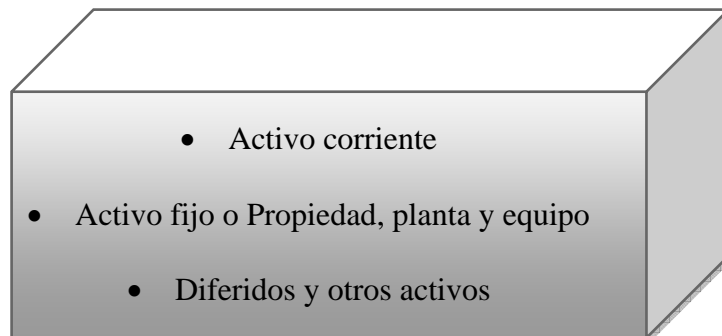 • Activo corriente
• Activo fijo o Propiedad, planta y equipo
• Diferidos y otros activos